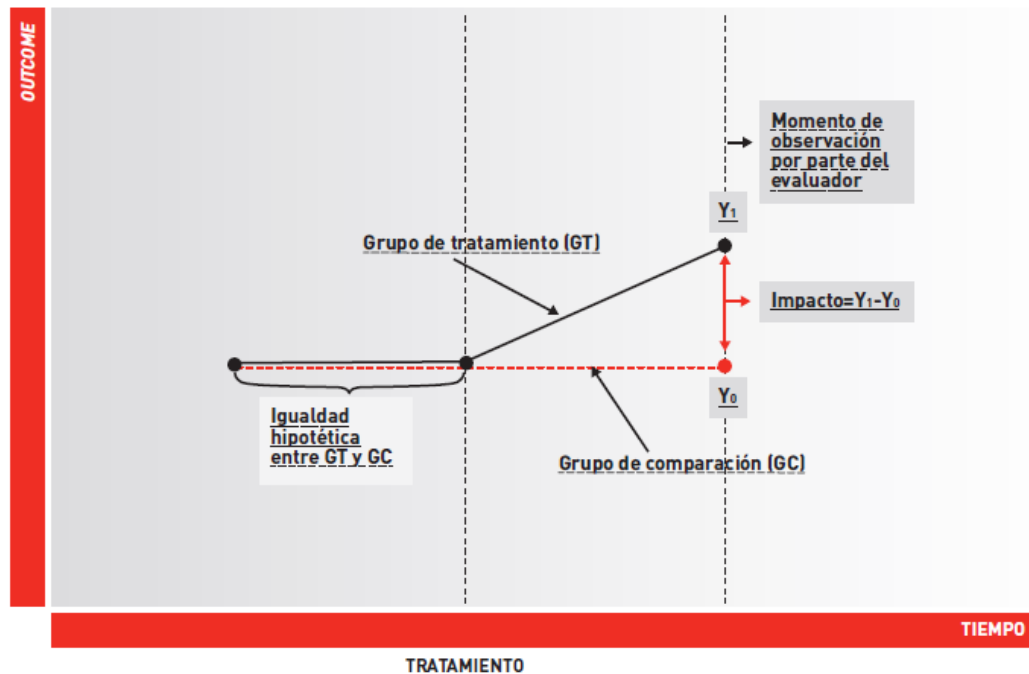 OUTCOME
Momento de
observación
por parte del
evaluador
Y₁
Grupo de tratamiento (GT)
Impacto=Y₁-Y₀
Y₀
Igualdad
hipotética
entre GT y GC
Grupo de comparación (GC)
TIEMPO
TRATAMIENTO